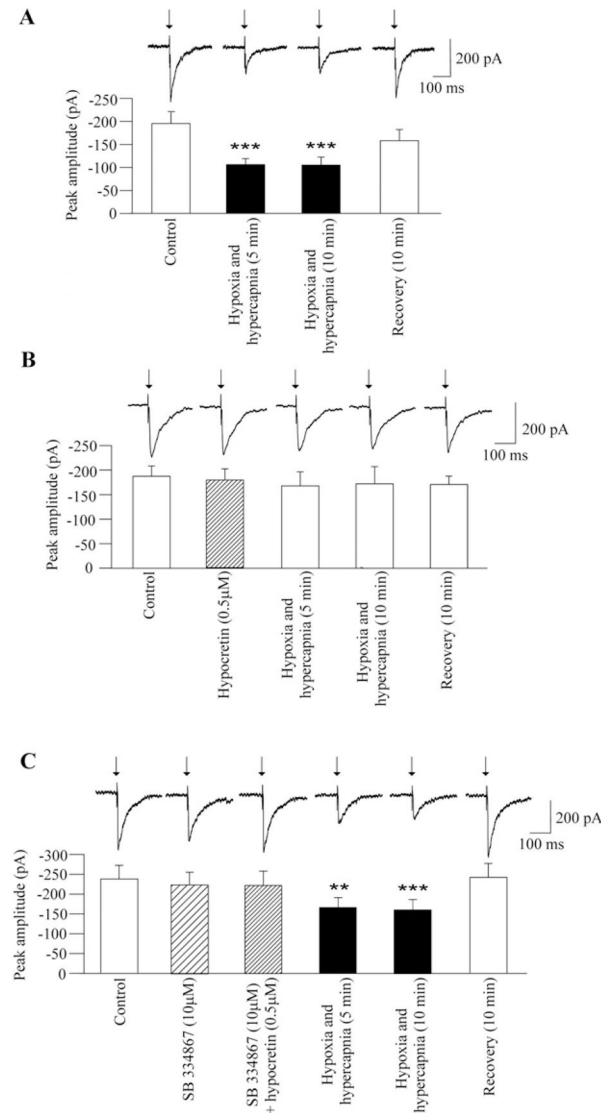 A
200 pA
100 ms
Peak amplitude (pA)
-250
-200
-150
-100
-50
0
***
***
Control
Hypoxia and
hypercapnia (5 min)
Hypoxia and
hypercapnia (10 min)
Recovery (10 min)
B
200 pA
100 ms
Peak amplitude (pA)
-250
-200
-150
-100
-50
0
Control
Hypocretin (0.5µM)
Hypoxia and
hypercapnia (5 min)
Hypoxia and
hypercapnia (10 min)
Recovery (10 min)
C
200 pA
100 ms
Peak amplitude (pA)
-300
-250
-200
-150
-100
-50
0
**
***
Control
SB 334867 (10µM)
SB 334867 (10µM)
+ hypocretin (0.5µM)
Hypoxia and
hypercapnia (5 min)
Hypoxia and
hypercapnia (10 min)
Recovery (10 min)